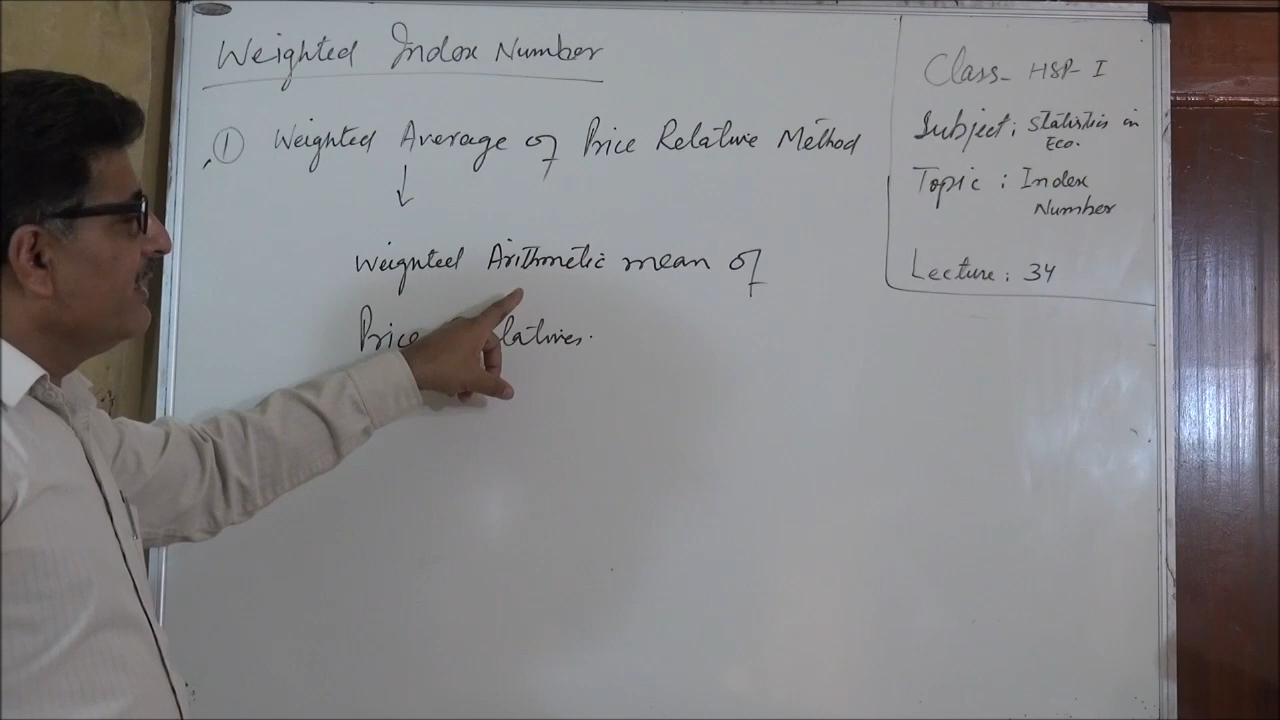 Weighted Index Number
① Weighted Average of Price Relative Method
↓
Weighted Arithmetic mean of
Price Relatives.
Class - HSP-I
Subject: Statistics in
Eco.
Topic: Index
Number
Lecture: 34